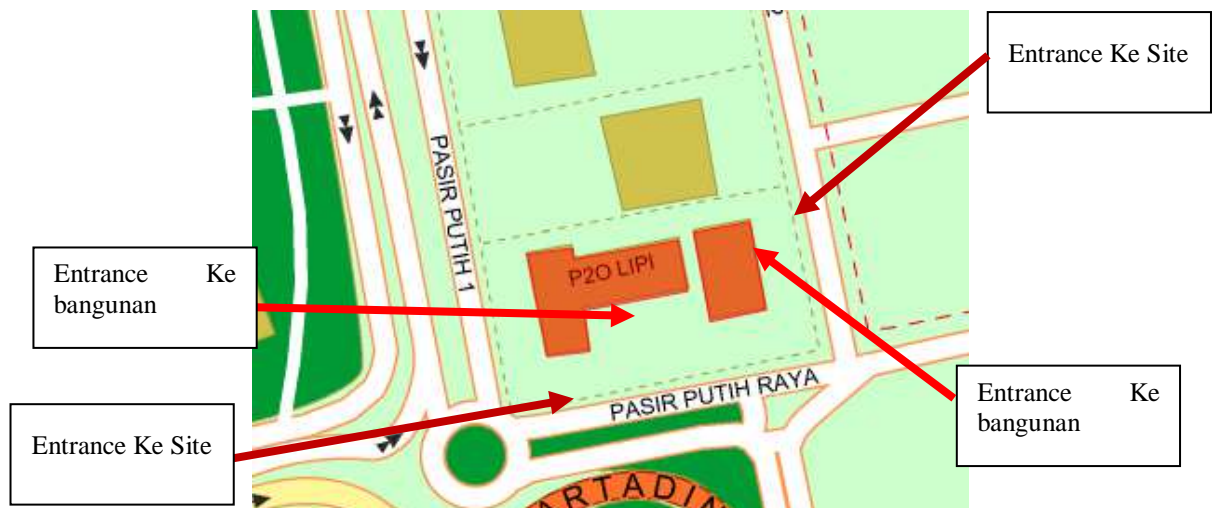 Entrance Ke Site
PASIR PUTIH 1
Entrance Ke
bangunan
P2O LIPI
Entrance Ke
bangunan
PASIR PUTIH RAYA
Entrance Ke Site
ARTADIN